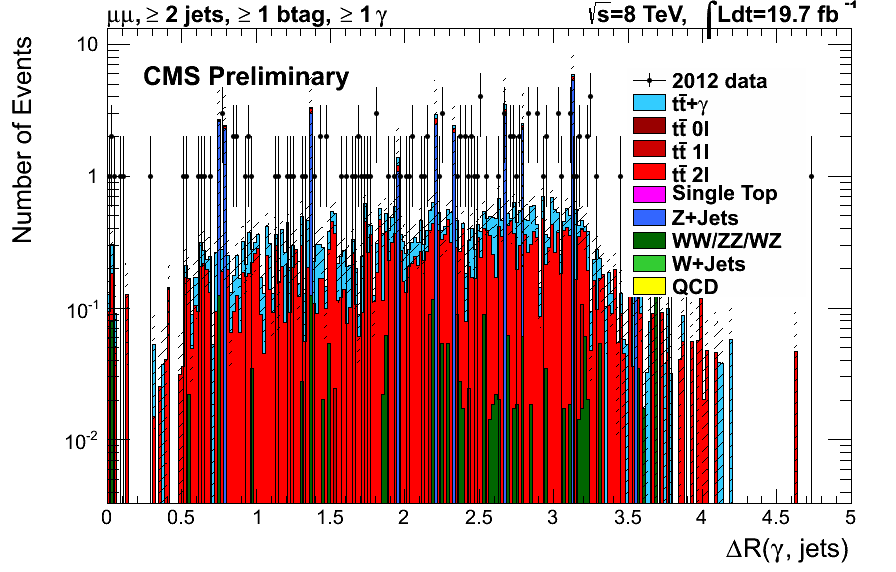 μμ, ≥ 2 jets, ≥ 1 btag, ≥ 1 γ
√s=8 TeV, ∫Ldt=19.7 fb⁻¹
CMS Preliminary
2012 data
tt̄+γ
tt̄ 0l
tt̄ 1l
tt̄ 2l
Single Top
Z+Jets
WW/ZZ/WZ
W+Jets
QCD
Number of Events
10
1
10⁻¹
10⁻²
0 0.5 1 1.5 2 2.5 3 3.5 4 4.5 5
ΔR(γ, jets)